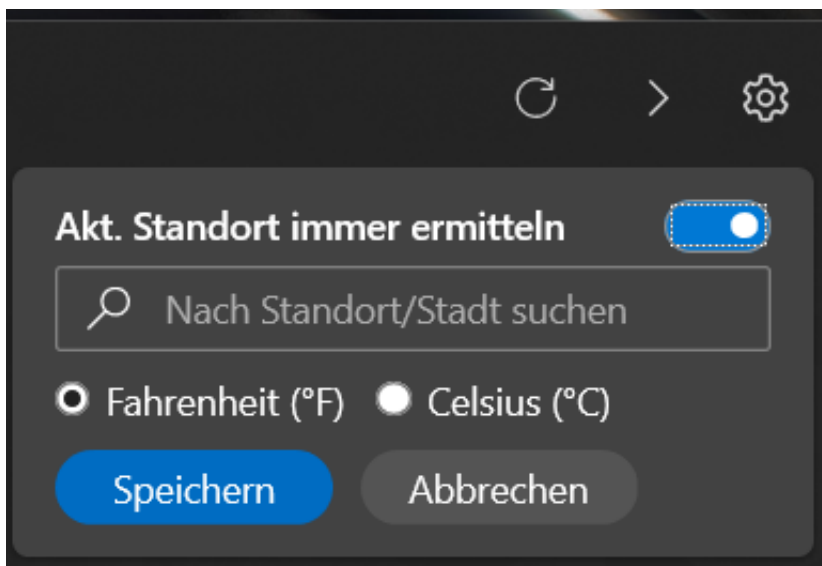 Akt. Standort immer ermitteln
Nach Standort/Stadt suchen
Fahrenheit (°F) Celsius (°C)
Speichern Abbrechen